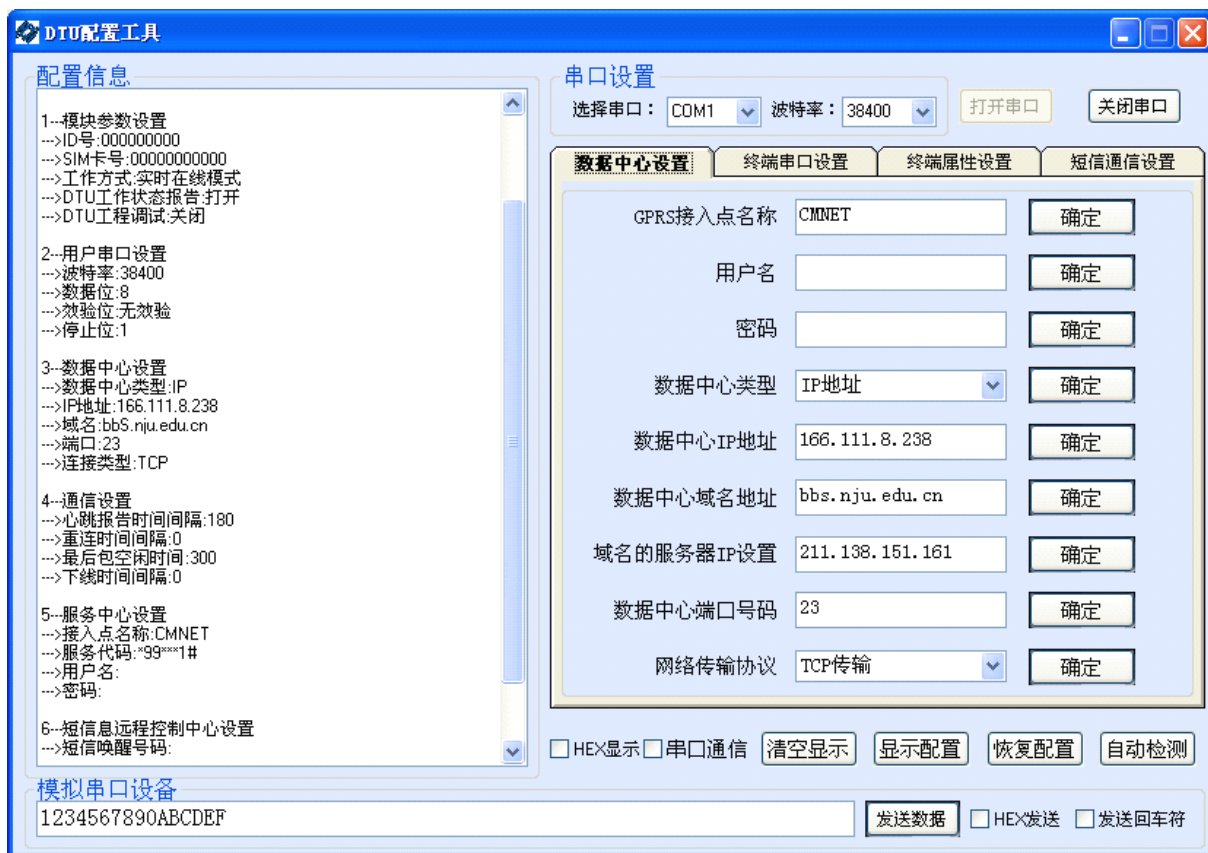 DTU配置工具
配置信息
1---模块参数设置
--->ID号:000000000
--->SIM卡号:00000000000
--->工作方式:实时在线模式
--->DTU工作状态报告:打开
--->DTU工程调试:关闭
2---用户串口设置
--->波特率:38400
--->数据位:8
--->效验位:无效验
--->停止位:1
3---数据中心设置
--->数据中心类型:IP
--->IP地址:166.111.8.238
--->域名:bbS.nju.edu.cn
--->端口:23
--->连接类型:TCP
4---通信设置
--->心跳报告时间间隔:180
--->重连时间间隔:0
--->最后包空闲时间:300
--->下线时间间隔:0
5---服务中心设置
--->接入点名称:CMNET
--->服务代码:*99***1#
--->用户名:
--->密码:
6---短信息远程控制中心设置
--->短信唤醒号码:
串口设置
选择串口： COM1 波特率： 38400 打开串口 关闭串口
数据中心设置 终端串口设置 终端属性设置 短信通信设置
GPRS接入点名称 CMNET 确定
用户名 确定
密码 确定
数据中心类型 IP地址 确定
数据中心IP地址 166.111.8.238 确定
数据中心域名地址 bbs.nju.edu.cn 确定
域名的服务器IP设置 211.138.151.161 确定
数据中心端口号码 23 确定
网络传输协议 TCP传输 确定
HEX显示 串口通信 清空显示 显示配置 恢复配置 自动检测
模拟串口设备
1234567890ABCDEF 发送数据 HEX发送 发送回车符